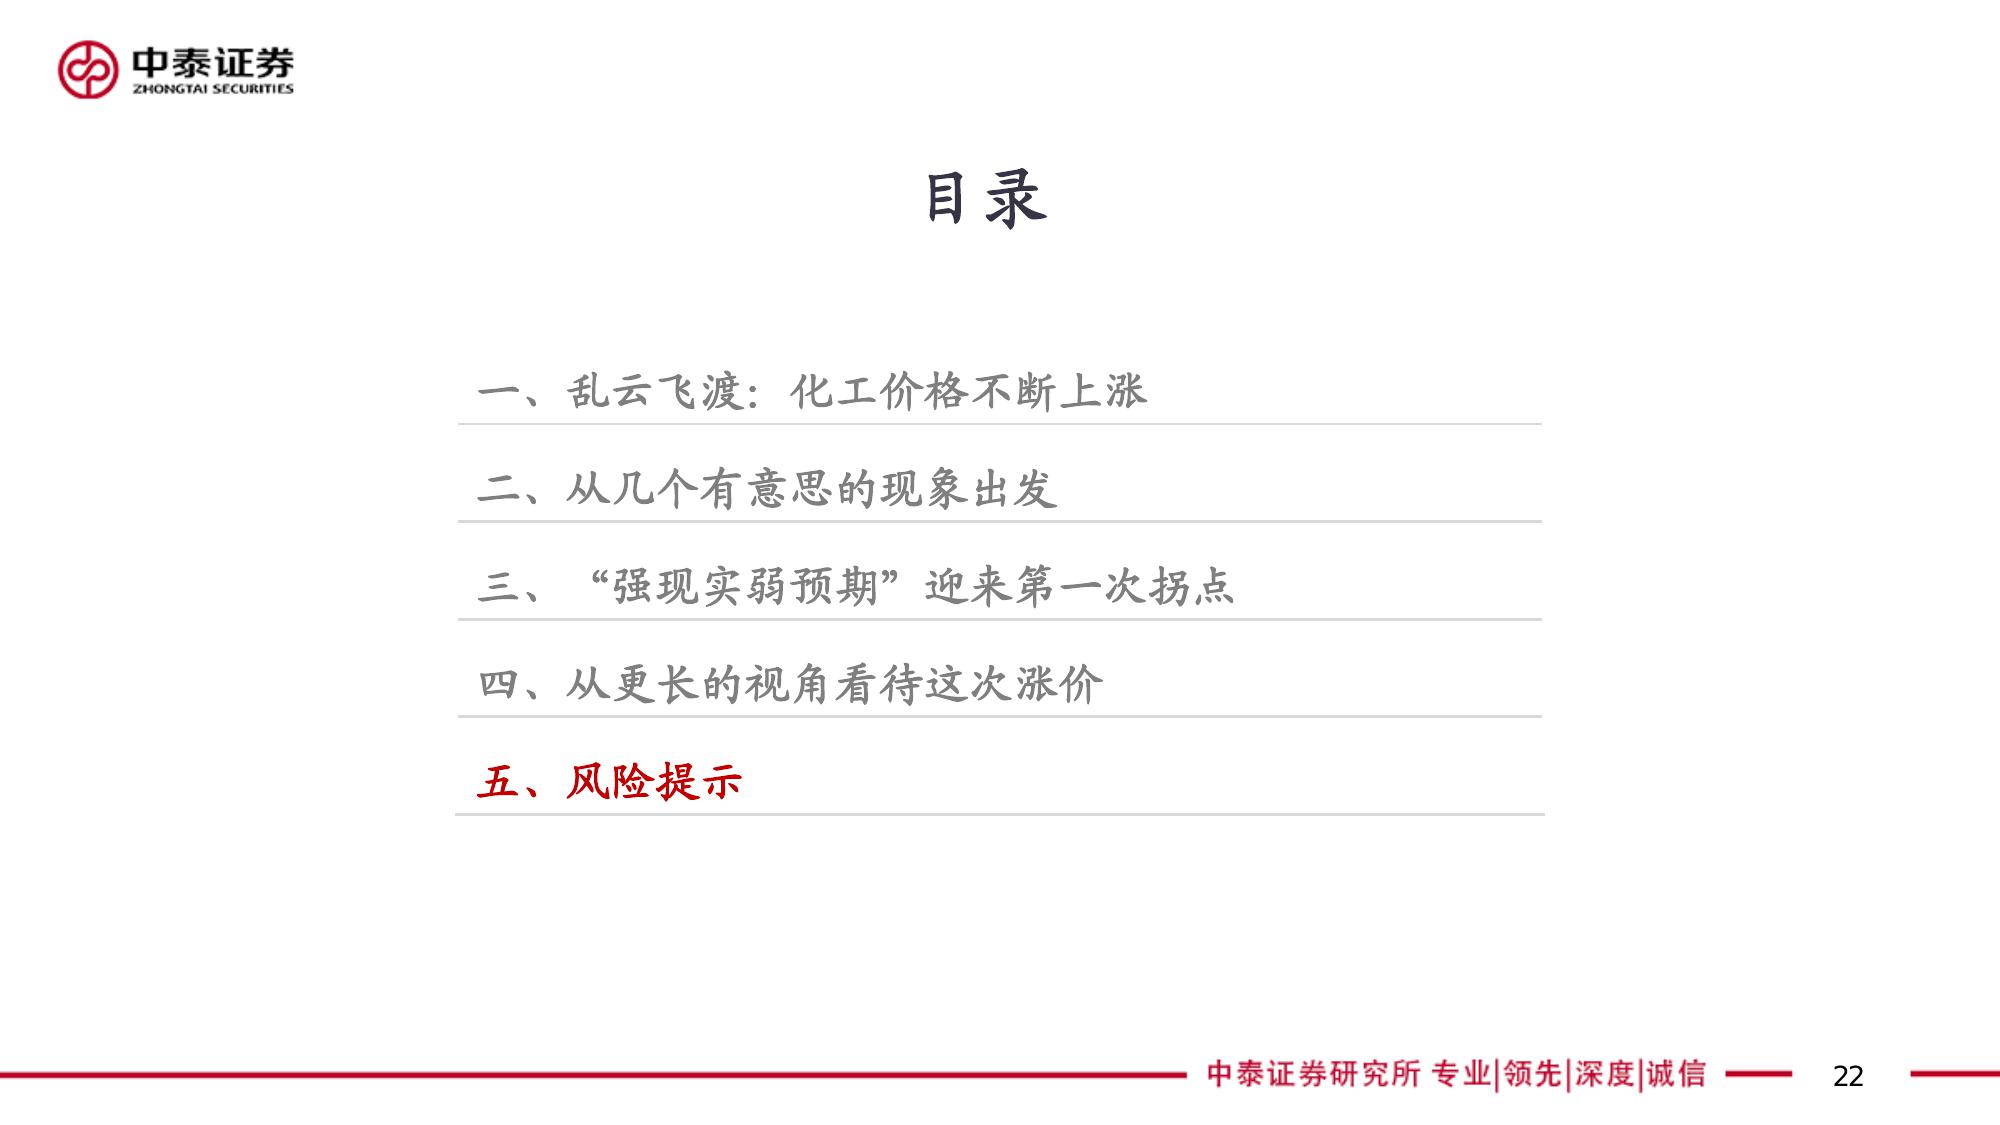 中泰证券
ZHONGTAI SECURITIES
目录
一、乱云飞渡：化工价格不断上涨
二、从几个有意思的现象出发
三、“强现实弱预期”迎来第一次拐点
四、从更长的视角看待这次涨价
五、风险提示
中泰证券研究所 专业|领先|深度|诚信
22